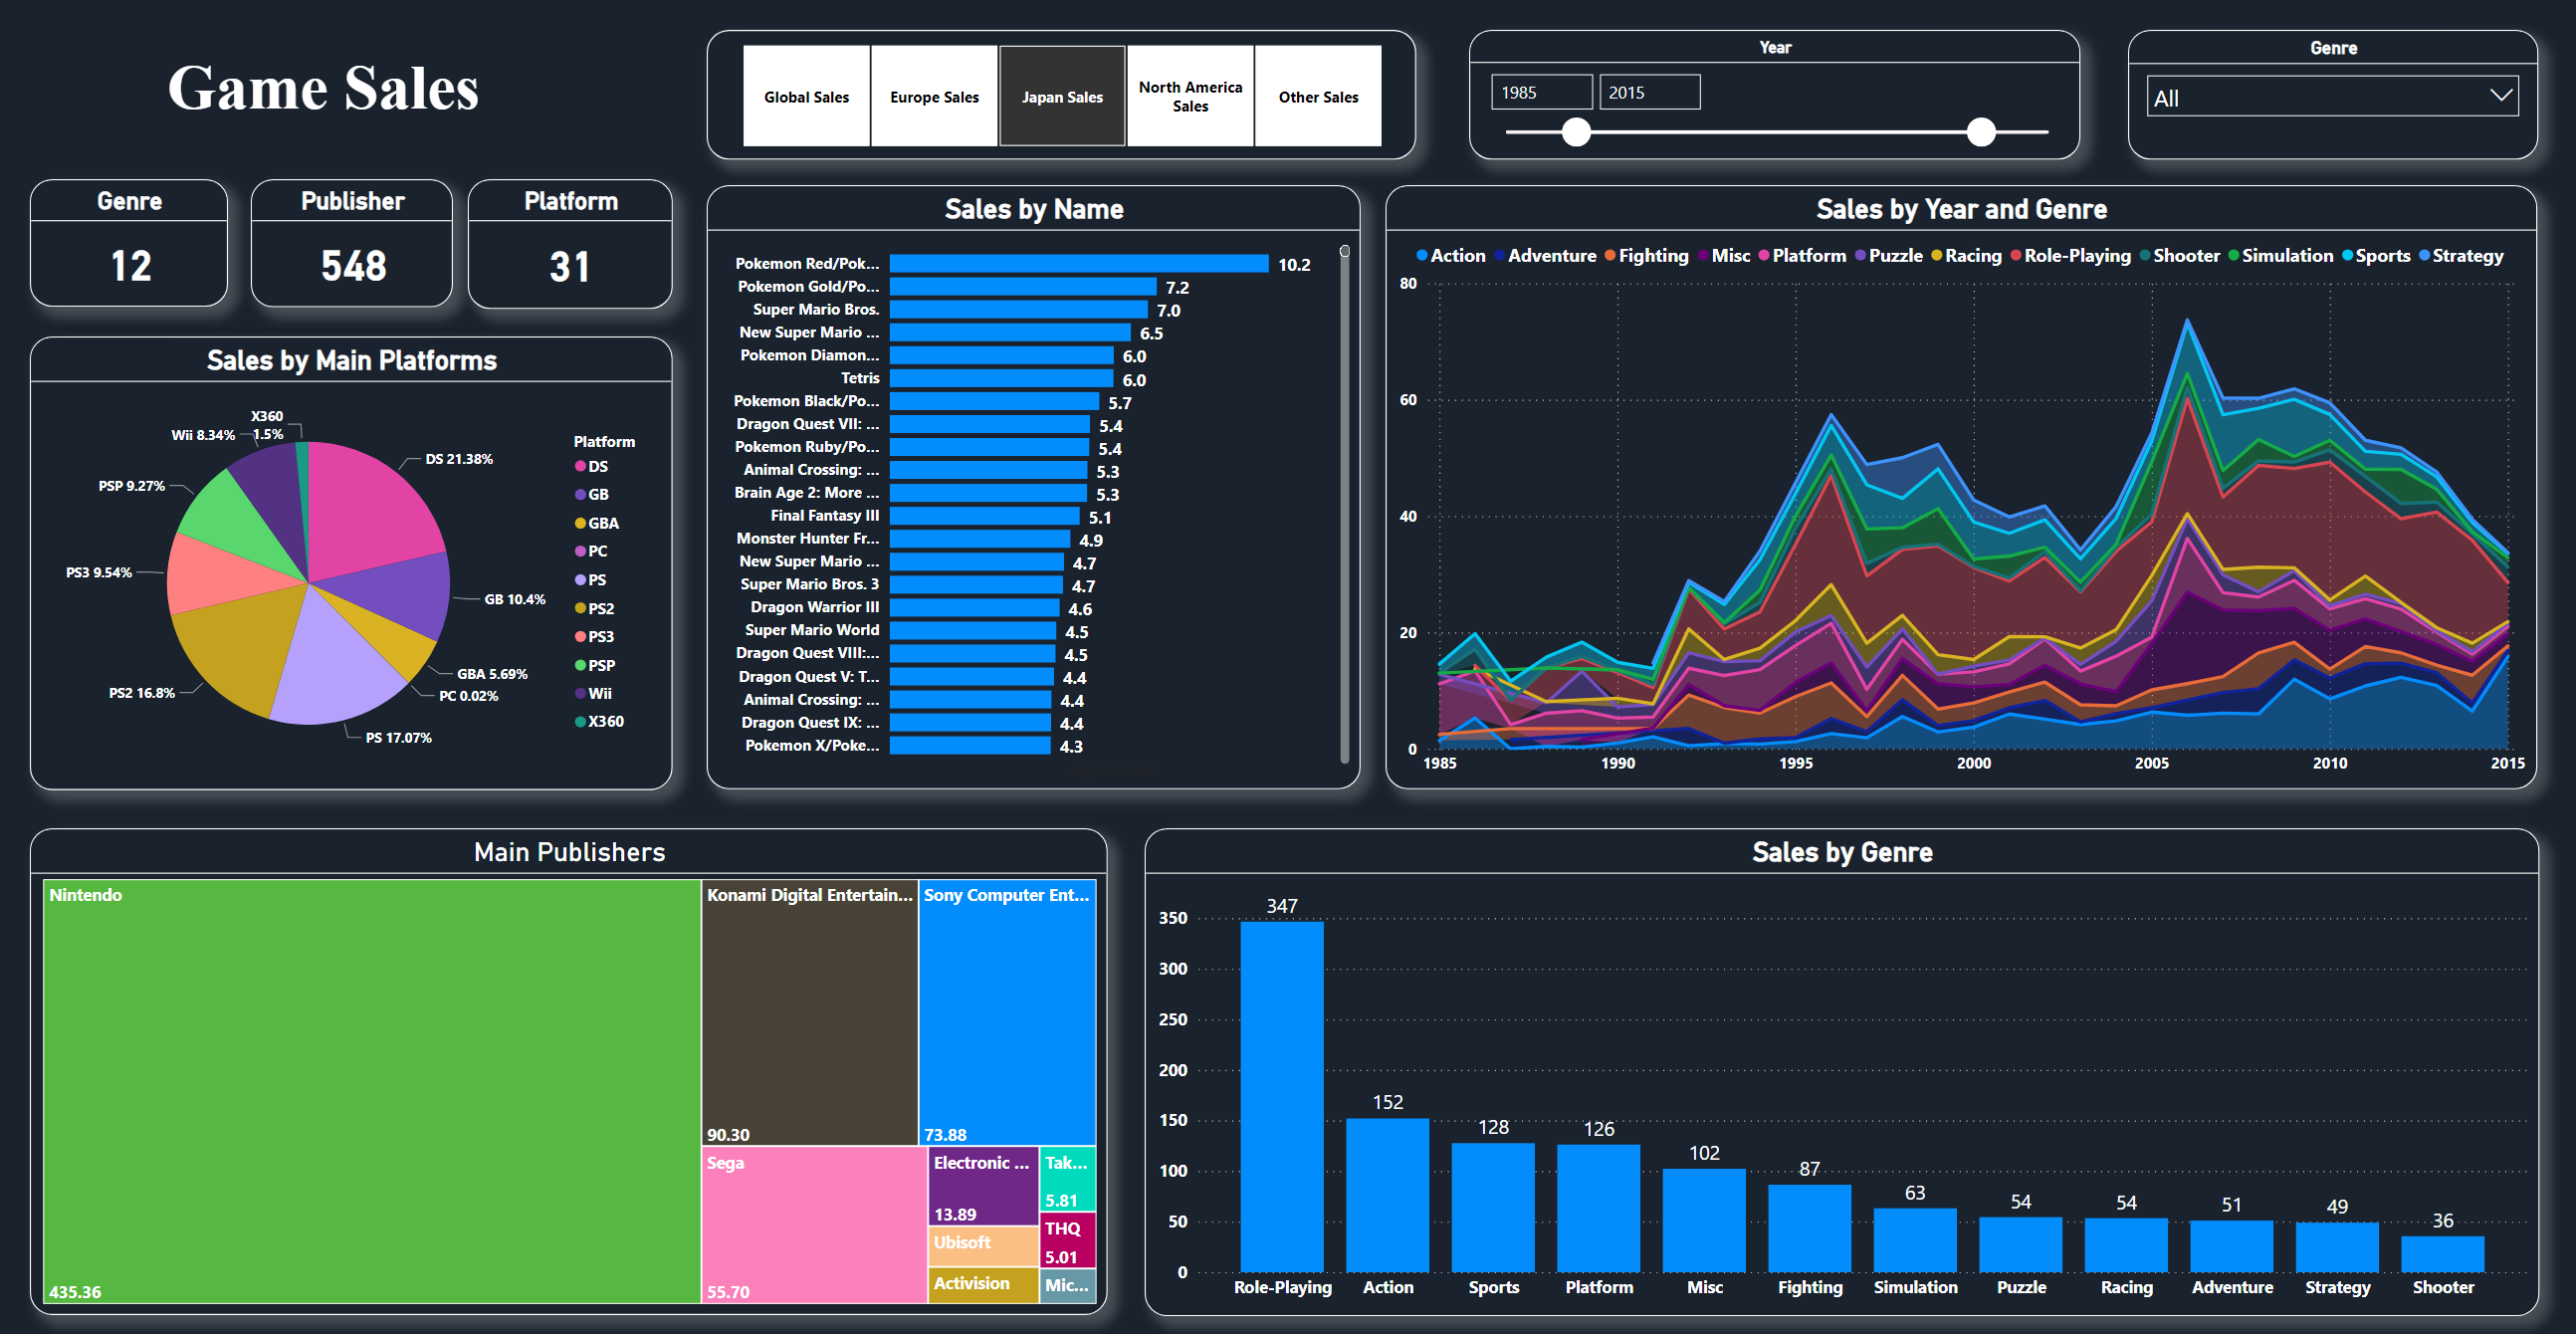 Game Sales
Global Sales
Europe Sales
Japan Sales
North America
Sales
Other Sales
Year
1985
2015
Genre
All
Genre
12
Publisher
548
Platform
31
Sales by Main Platforms
X360
1.5%
Wii 8.34%
PSP 9.27%
PS3 9.54%
PS2 16.8%
PS 17.07%
PC 0.02%
GBA 5.69%
GB 10.4%
DS 21.38%
Platform
DS
GB
GBA
PC
PS
PS2
PS3
PSP
Wii
X360
Sales by Name
Pokemon Red/Pok... 10.2
Pokemon Gold/Po... 7.2
Super Mario Bros. 7.0
New Super Mario ... 6.5
Pokemon Diamon... 6.0
Tetris 6.0
Pokemon Black/Po... 5.7
Dragon Quest VII: ... 5.4
Pokemon Ruby/Po... 5.4
Animal Crossing: ... 5.3
Brain Age 2: More ... 5.3
Final Fantasy III 5.1
Monster Hunter Fr... 4.9
New Super Mario ... 4.7
Super Mario Bros. 3 4.7
Dragon Warrior III 4.6
Super Mario World 4.5
Dragon Quest VIII:... 4.5
Dragon Quest V: T... 4.4
Animal Crossing: ... 4.4
Dragon Quest IX: ... 4.4
Pokemon X/Poke... 4.3
Sales by Year and Genre
Action Adventure Fighting Misc Platform Puzzle Racing Role-Playing Shooter Simulation Sports Strategy
80
60
40
20
0
1985 1990 1995 2000 2005 2010 2015
Main Publishers
Nintendo
435.36
Konami Digital Entertain...
90.30
Sony Computer Ent...
73.88
Sega
55.70
Electronic ...
13.89
Ubisoft
Activision
Tak...
5.81
THQ
5.01
Mic...
Sales by Genre
350
300
250
200
150
100
50
0
347 152 128 126 102 87 63 54 54 51 49 36
Role-Playing Action Sports Platform Misc Fighting Simulation Puzzle Racing Adventure Strategy Shooter